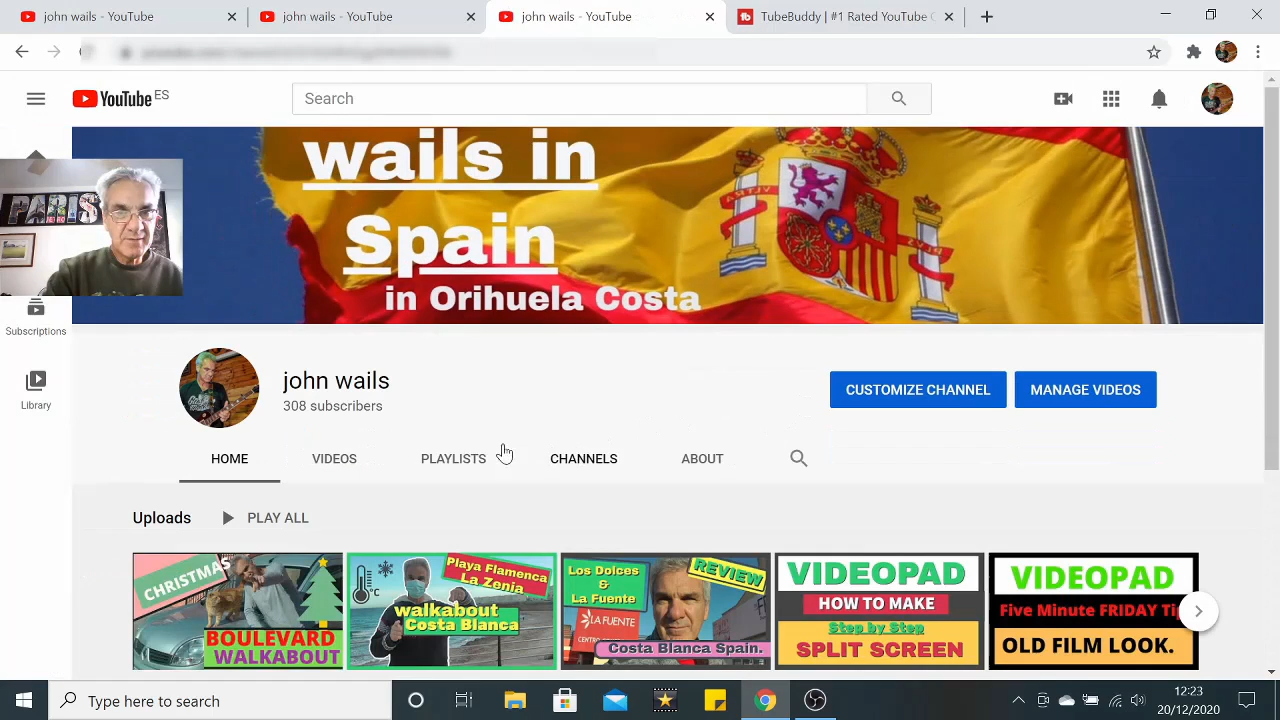 john wails - YouTube
john wails - YouTube
john wails - YouTube
TubeBuddy | #1 Rated YouTube C
YouTube ES
Search
wails in
Spain
in Orihuela Costa
PARIS
Subscriptions
Library
john wails
308 subscribers
CUSTOMIZE CHANNEL
MANAGE VIDEOS
HOME
VIDEOS
PLAYLISTS
CHANNELS
ABOUT
Uploads
PLAY ALL
CHRISTMAS
BOULEVARD
WALKABOUT
Playa Flamenca
La Zenia
°C
walkabout
Costa Blanca
Los Dolces
&
La Fuente
REVIEW
LA FUENTE
Costa Blanca Spain.
VIDEOPAD
HOW TO MAKE
Step by Step
SPLIT SCREEN
VIDEOPAD
Five Minute FRIDAY Ti
OLD FILM LOOK.
Type here to search
12:23
20/12/2020